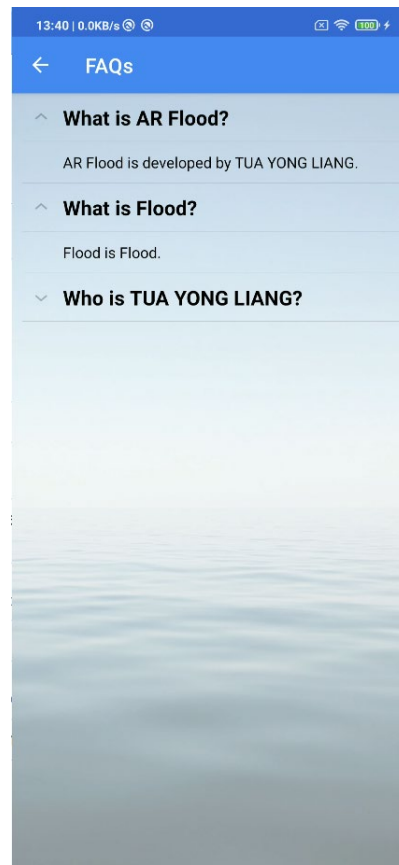 13:40 | 0.0KB/s
100
FAQs
What is AR Flood?
AR Flood is developed by TUA YONG LIANG.
What is Flood?
Flood is Flood.
Who is TUA YONG LIANG?